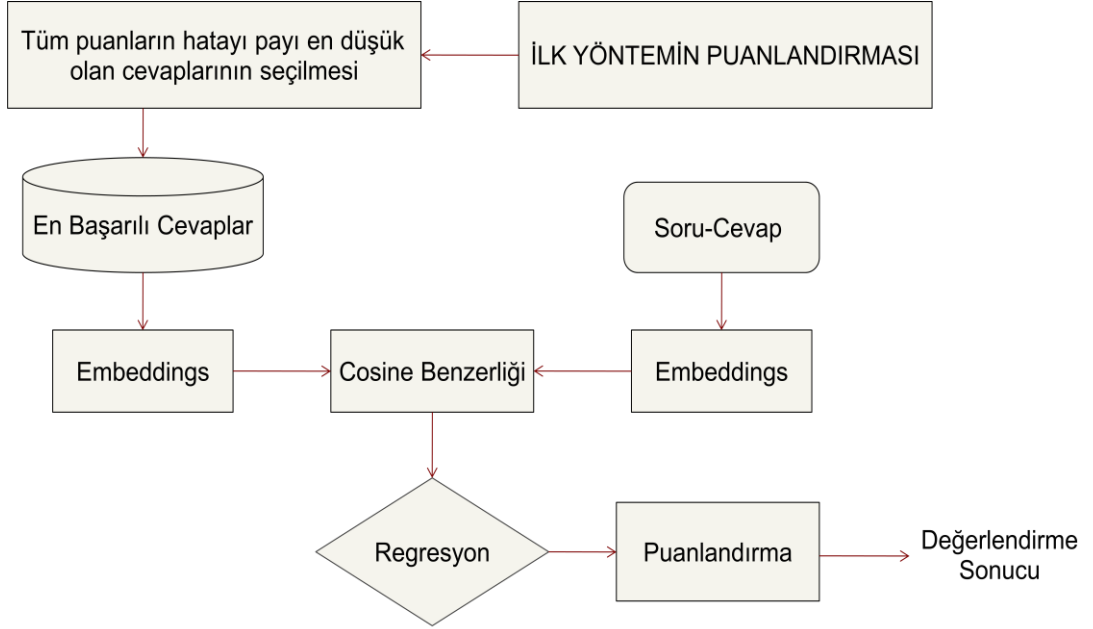 Tüm puanların hatayı payı en düşük
olan cevaplarının seçilmesi
İLK YÖNTEMİN PUANLANDIRMASI
En Başarılı Cevaplar
Soru-Cevap
Embeddings
Cosine Benzerliği
Embeddings
Regresyon
Puanlandırma
Değerlendirme
Sonucu